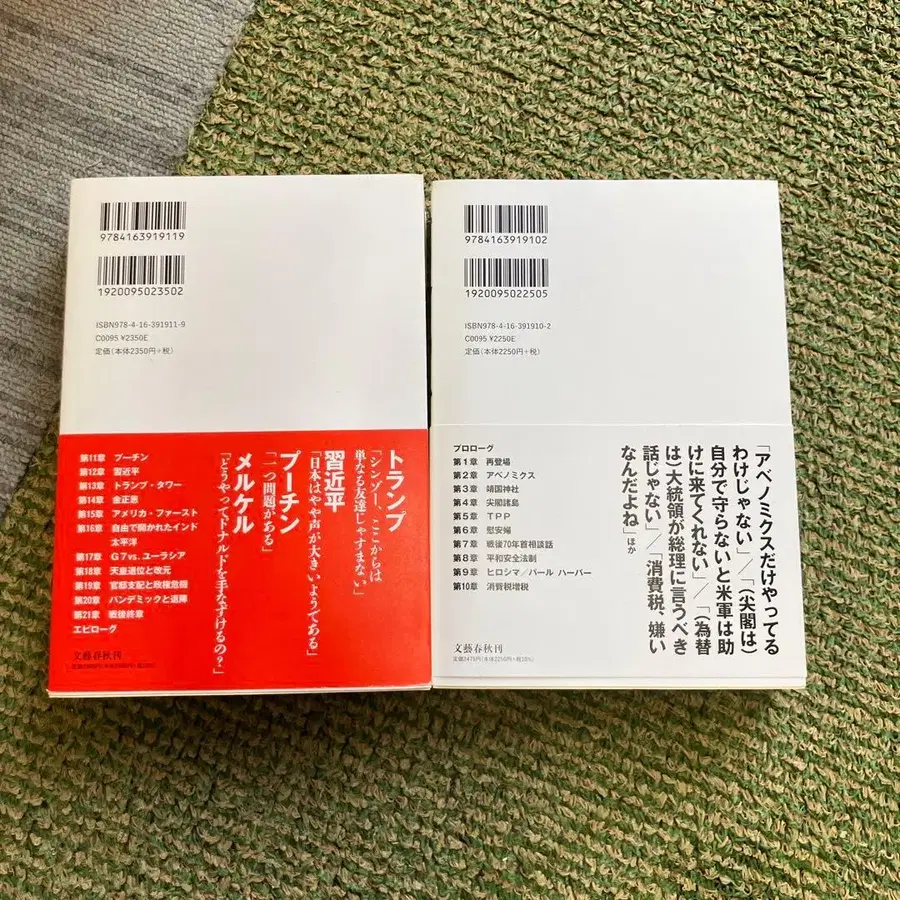 9784163919119
1920095023502
ISBN978-4-16-391911-9
C0095 ¥2350E
定価(本体2350円+税)
トランプ
「シンゾー、ここからは
単なる友達じゃすまない」
習近平
「日本はやや声が大きいようである」
プーチン
「一つ問題がある」
メルケル
「どうやってドナルドを手なずけるの?」
第11章 プーチン
第12章 習近平
第13章 トランプ・タワー
第14章 金正恩
第15章 アメリカ・ファースト
第16章 自由で開かれたインド
太平洋
第17章 G7vs.ユーラシア
第18章 天皇退位と改元
第19章 官邸支配と政権危機
第20章 パンデミックと退陣
第21章 戦後終章
エピローグ
文藝春秋刊
9784163919102
1920095022505
ISBN978-4-16-391910-2
C0095 ¥2250E
定価(本体2250円+税)
「アベノミクスだけやってる
わけじゃない」/「(尖閣は)
自分で守らないと米軍は助
けに来てくれない」/「(為替
は)大統領が総理に言うべき
話じゃない」/「消費税、嫌い
なんだよね」ほか
プロローグ
第1章 再登場
第2章 アベノミクス
第3章 靖国神社
第4章 尖閣諸島
第5章 TPP
第6章 慰安婦
第7章 戦後70年首相談話
第8章 平和安全法制
第9章 ヒロシマ/パール ハーバー
第10章 消費税増税
文藝春秋刊
定価2475円(本体2250円+税10%)